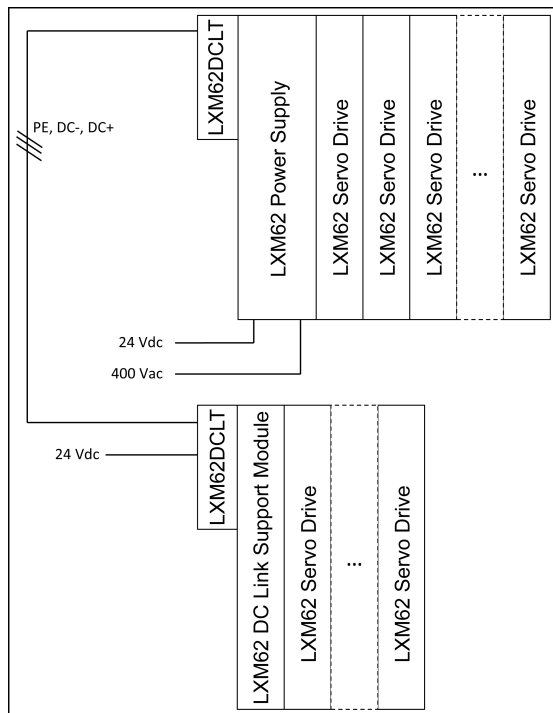 LXM62DCLT
LXM62 Power Supply
LXM62 Servo Drive
LXM62 Servo Drive
LXM62 Servo Drive
...
LXM62 Servo Drive
PE, DC-, DC+
24 Vdc
400 Vac
24 Vdc
LXM62DCLT
LXM62 DC Link Support Module
LXM62 Servo Drive
...
LXM62 Servo Drive